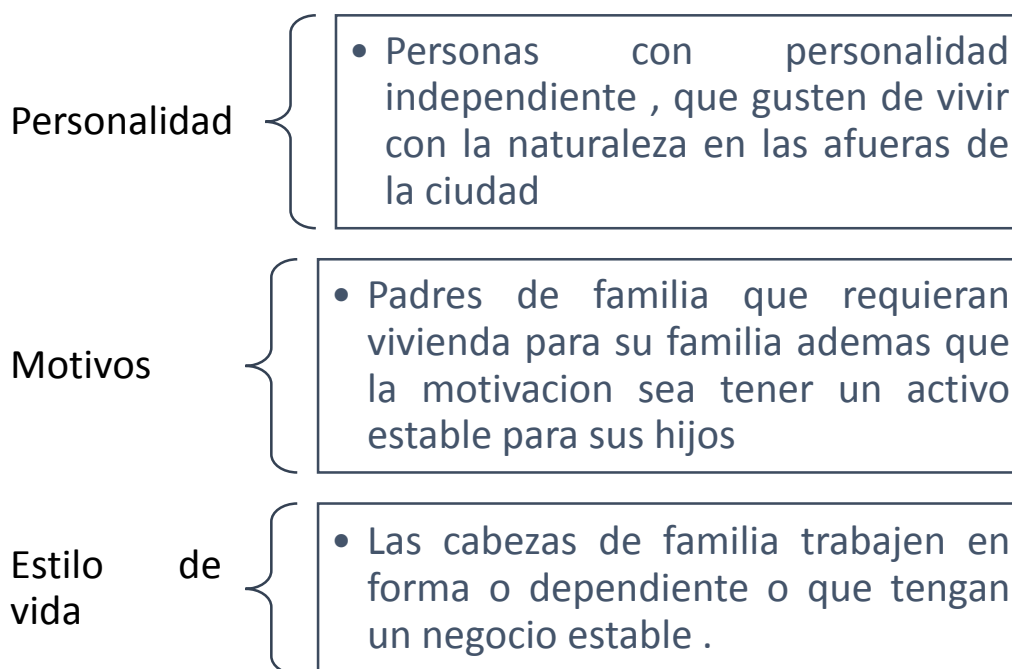 Personalidad
• Personas con personalidad
independiente , que gusten de vivir
con la naturaleza en las afueras de
la ciudad
Motivos
• Padres de familia que requieran
vivienda para su familia ademas que
la motivacion sea tener un activo
estable para sus hijos
Estilo de
vida
• Las cabezas de familia trabajen en
forma o dependiente o que tengan
un negocio estable .